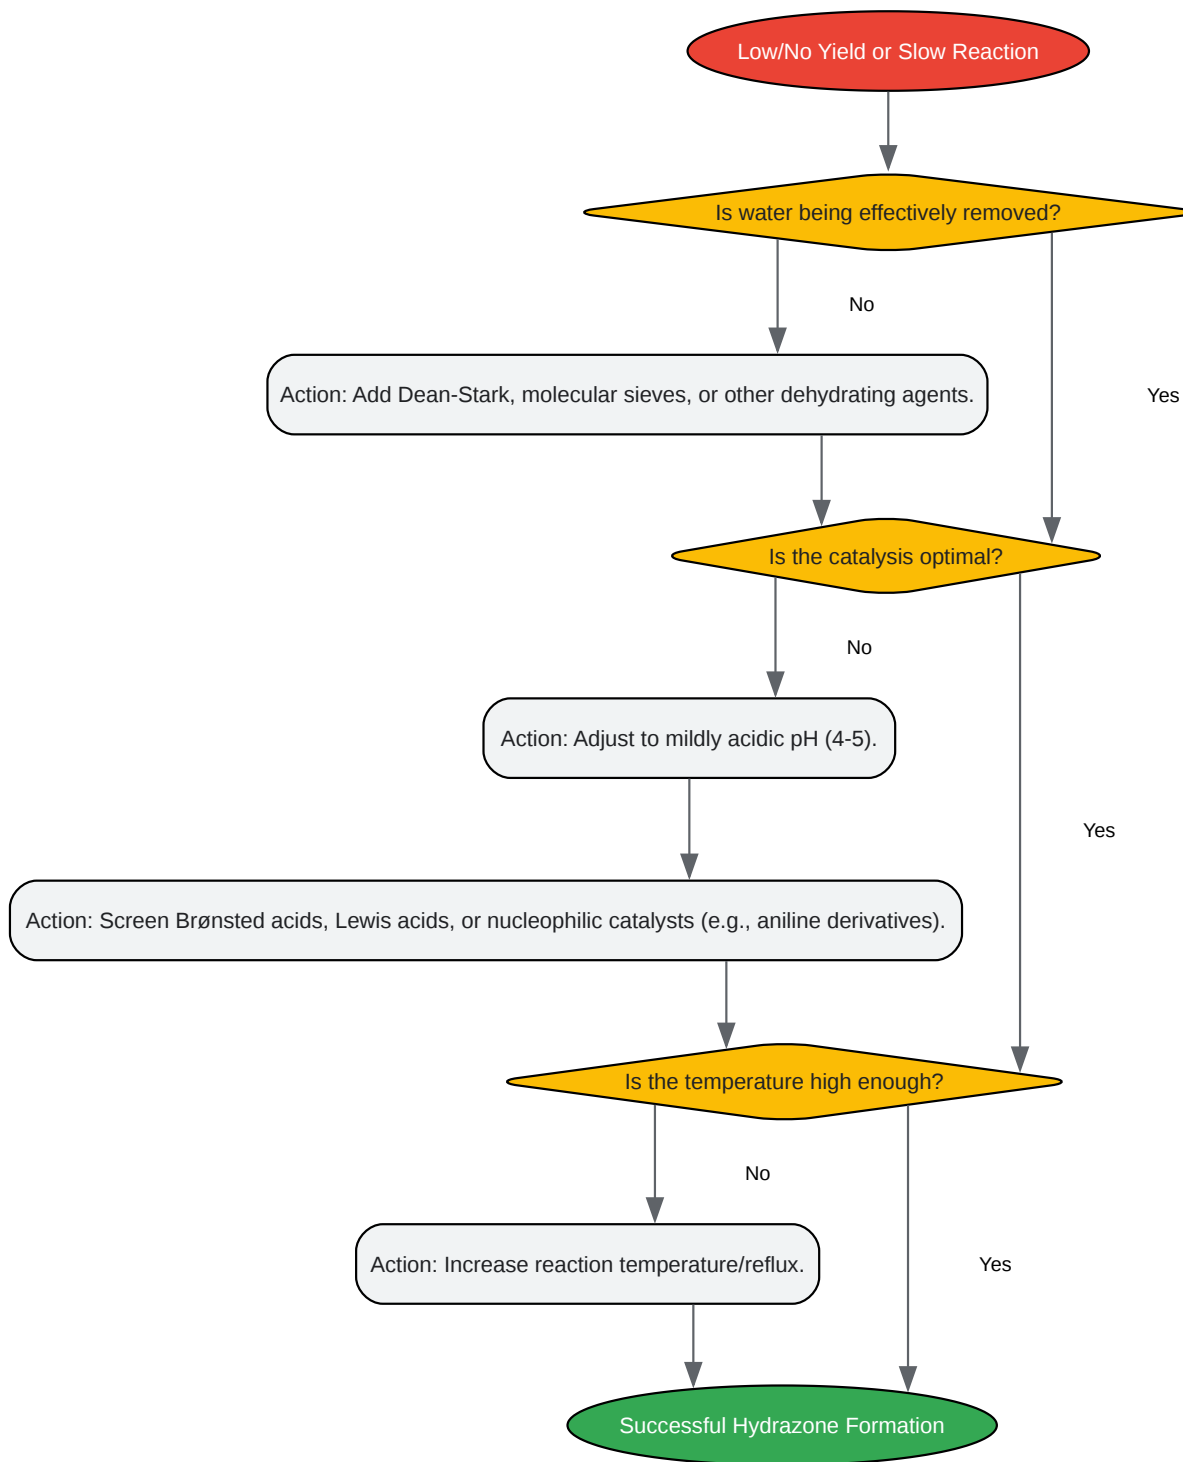 Low/No Yield or Slow Reaction
Is water being effectively removed?
No
Action: Add Dean-Stark, molecular sieves, or other dehydrating agents.
Yes
Is the catalysis optimal?
No
Action: Adjust to mildly acidic pH (4-5).
Yes
Action: Screen Brønsted acids, Lewis acids, or nucleophilic catalysts (e.g., aniline derivatives).
Is the temperature high enough?
No
Action: Increase reaction temperature/reflux.
Yes
Successful Hydrazone Formation